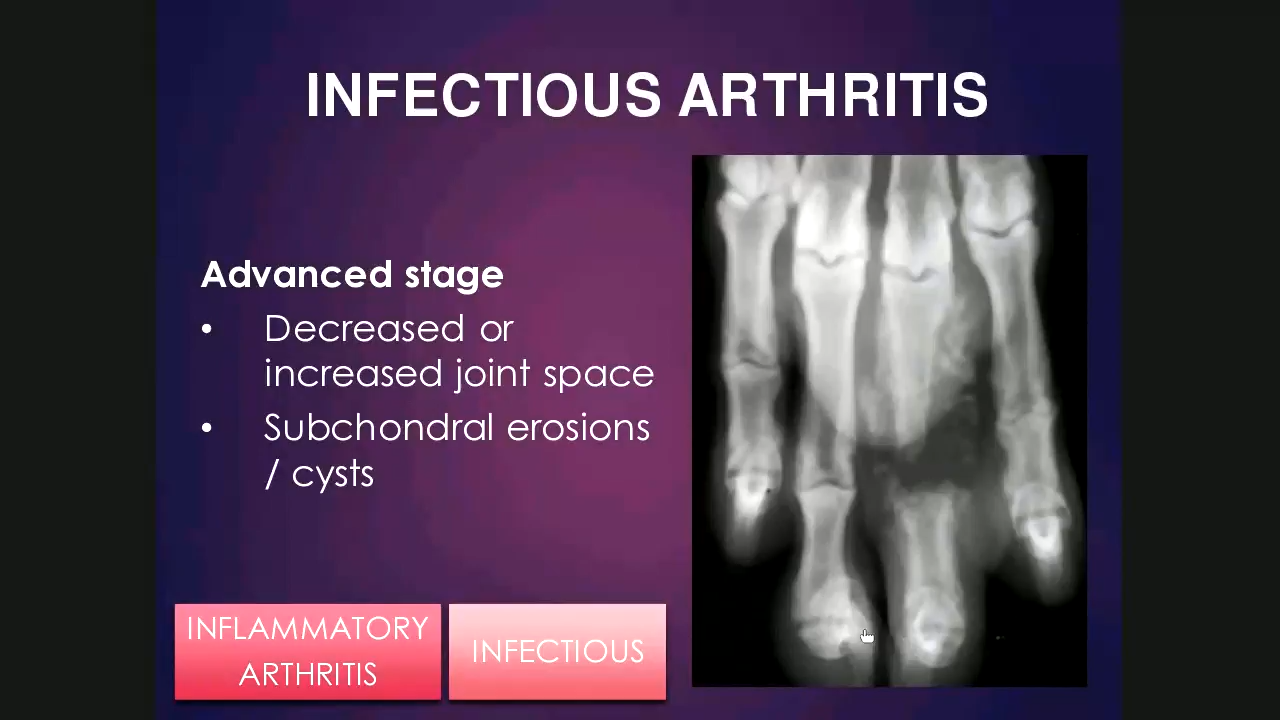 INFECTIOUS ARTHRITIS
Advanced stage
• Decreased or
increased joint space
• Subchondral erosions
/ cysts
INFLAMMATORY
ARTHRITIS
INFECTIOUS